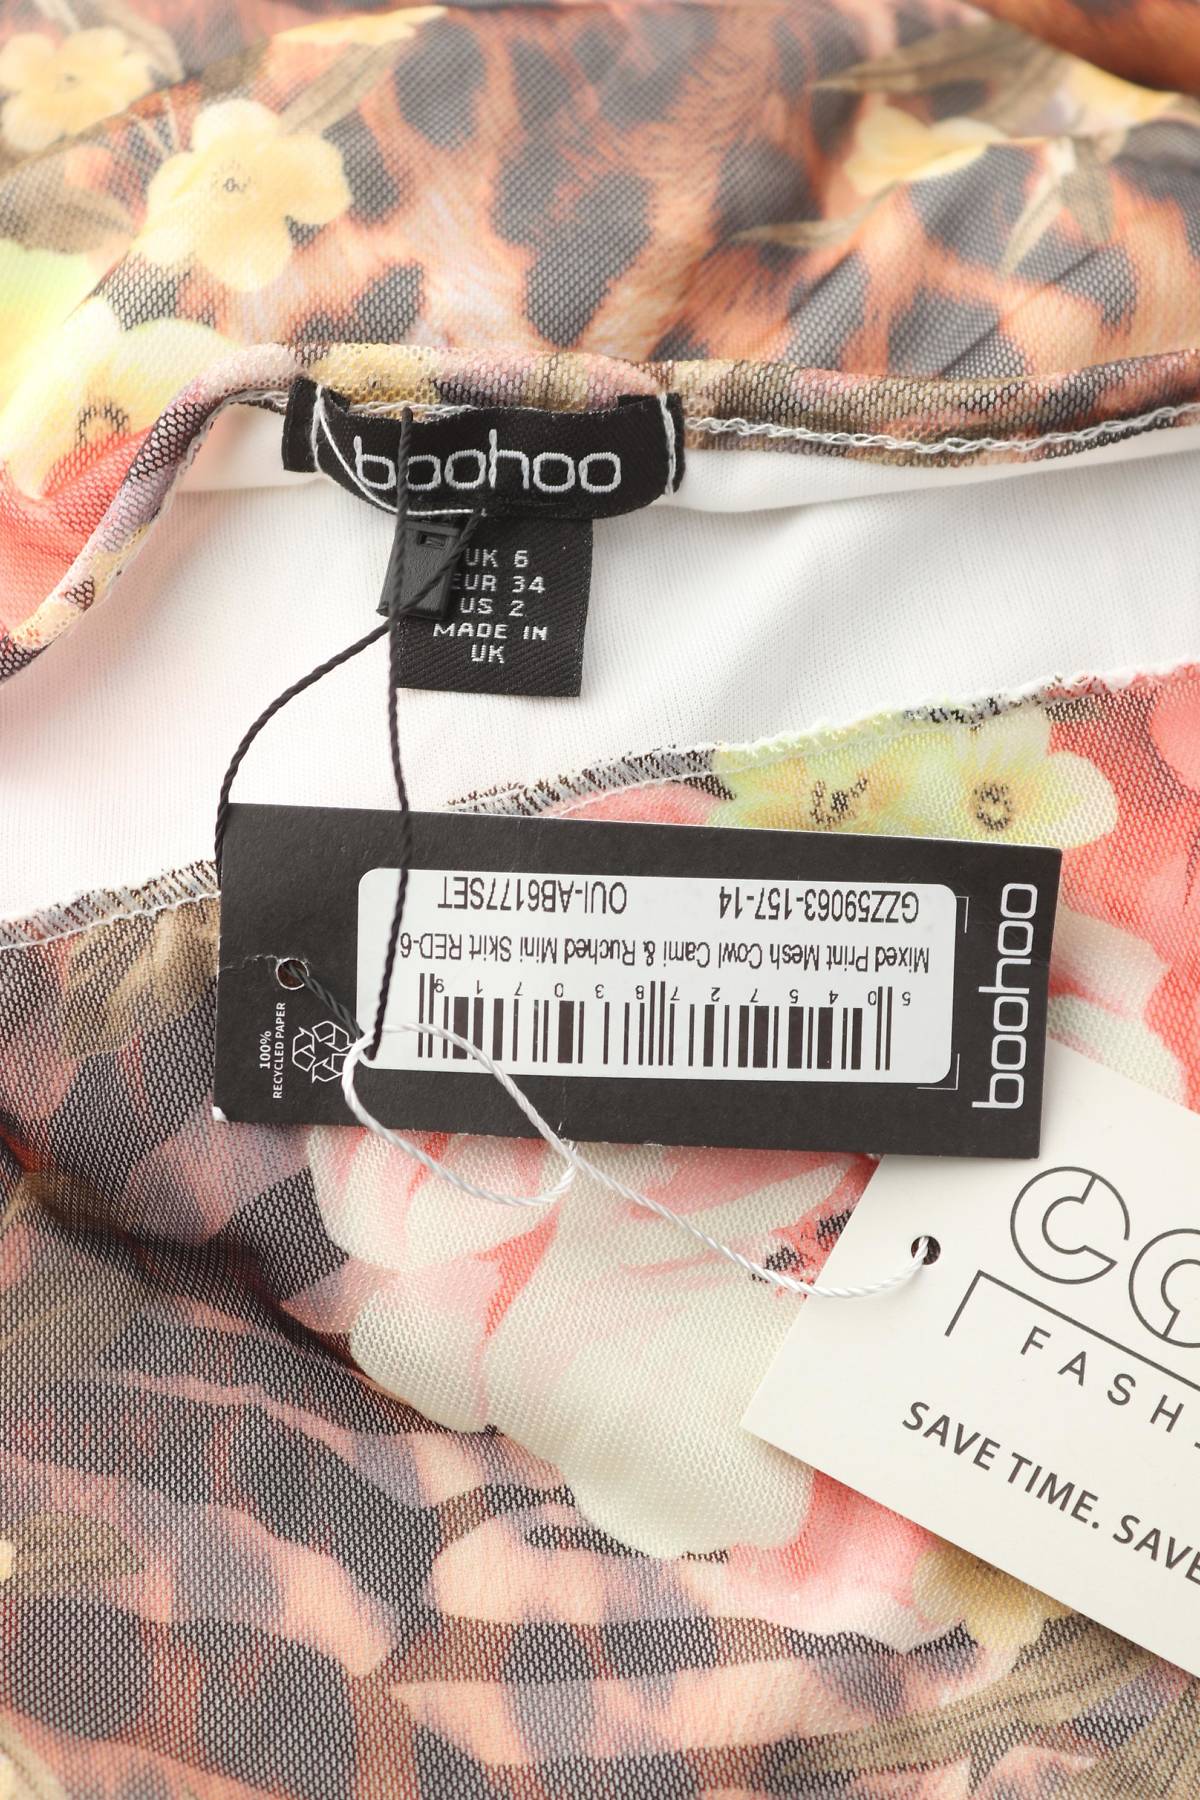 boohoo
UK 6
EUR 34
US 2
MADE IN
UK
GZZ59063-157-14 OUI-AB6177SET
Mixed Print Mesh Cowl Cami & Ruched Mini Skirt RED-6
5 045727 830719
boohoo
100%
RECYCLED PAPER
FASH
SAVE TIME. SAVE